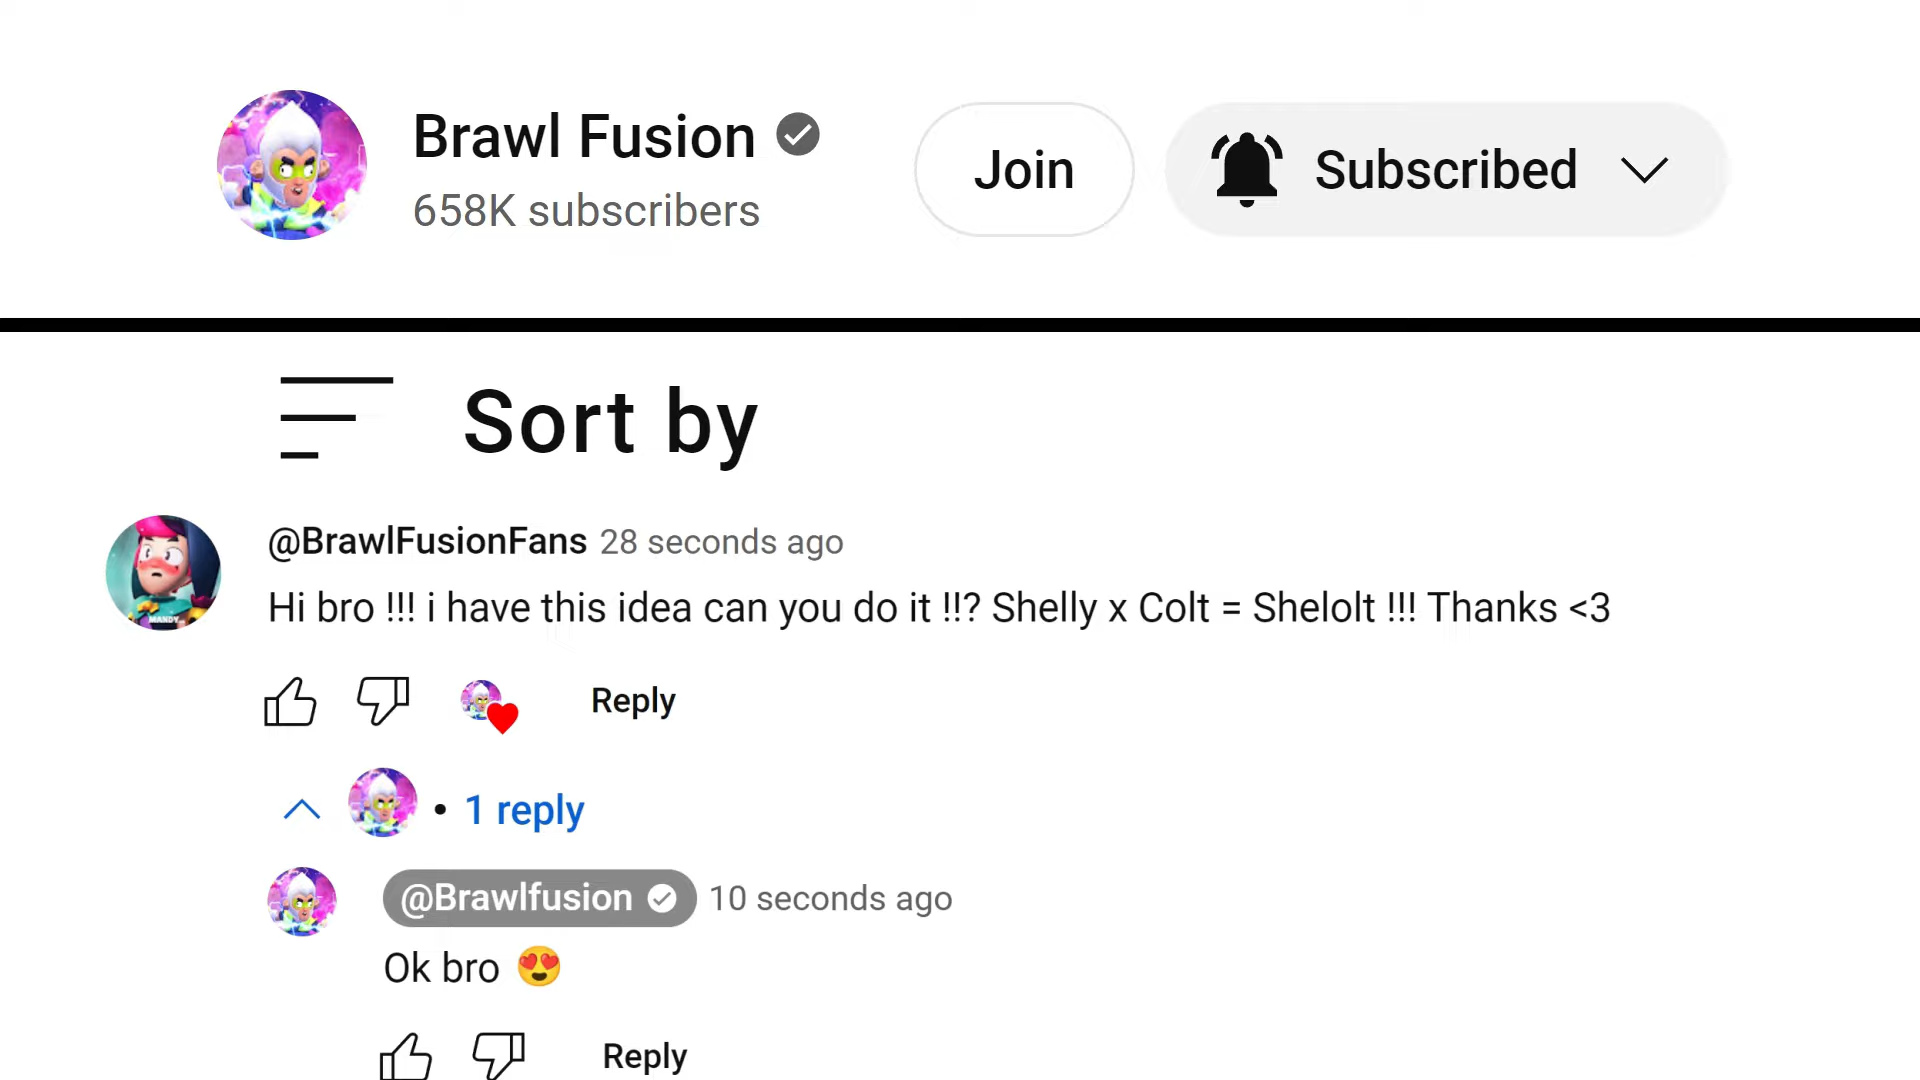 Brawl Fusion
658K subscribers
Join
Subscribed
Sort by
@BrawlFusionFans 28 seconds ago
Hi bro !!! i have this idea can you do it !!? Shelly x Colt = Shelolt !!! Thanks <3
MANDY
Reply
• 1 reply
@Brawlfusion 10 seconds ago
Ok bro 😍
Reply